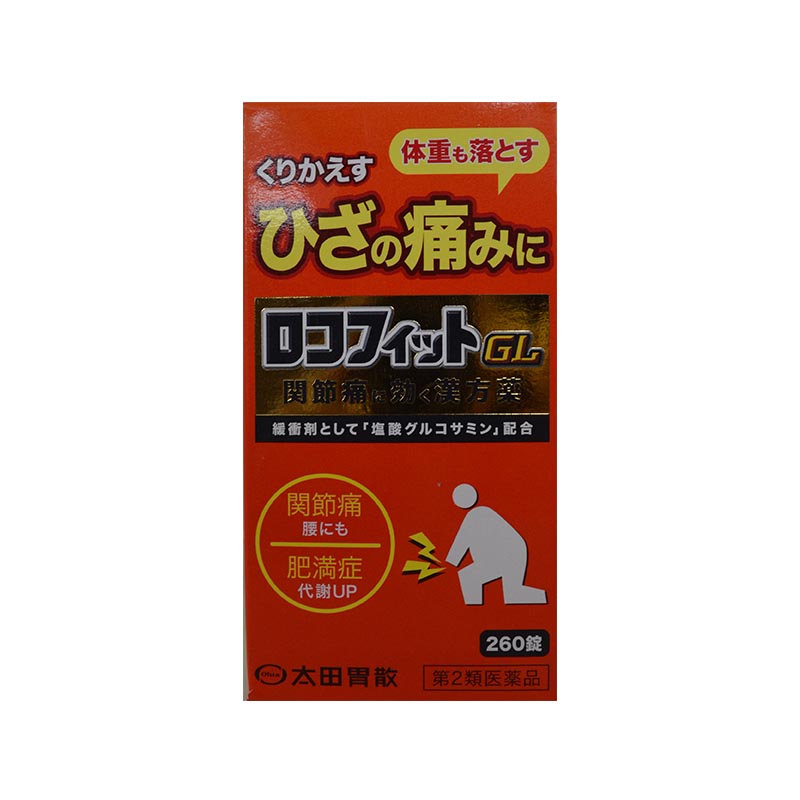 体重も落とす
くりかえす
ひざの痛みに
ロコフィットGL
関節痛に効く漢方薬
緩衝剤として「塩酸グルコサミン」配合
関節痛
腰にも
肥満症
代謝UP
260錠
Ohta
太田胃散
第2類医薬品